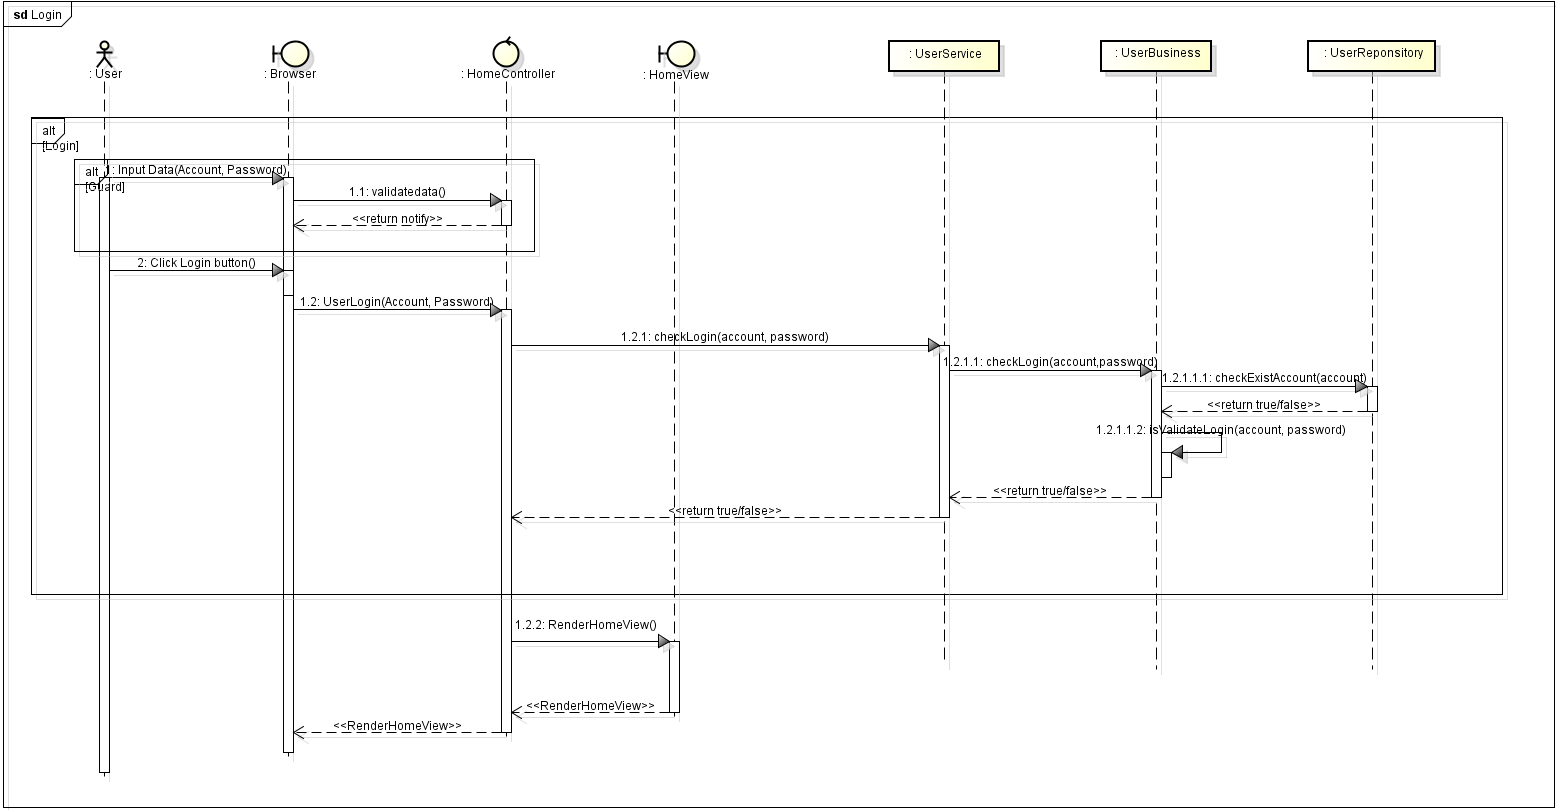 sd Login
: User
: Browser
: HomeController
: HomeView
: UserService
: UserBusiness
: UserReponsitory
alt
[Login]
alt
[Guard]
1: Input Data(Account, Password)
1.1: validatedata()
<<return notify>>
2: Click Login button()
1.2: UserLogin(Account, Password)
1.2.1: checkLogin(account, password)
1.2.1.1: checkLogin(account,password)
1.2.1.1.1: checkExistAccount(account)
<<return true/false>>
1.2.1.1.2: isValidateLogin(account, password)
<<return true/false>>
<<return true/false>>
1.2.2: RenderHomeView()
<<RenderHomeView>>
<<RenderHomeView>>